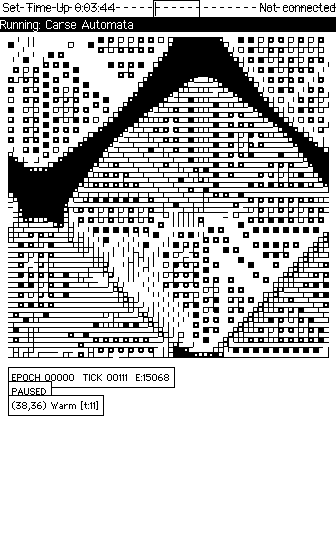 Set Time Up 0:03:44
Not connected
Running: Carse Automata
EPOCH 00000 TICK 00111 E:15068
PAUSED
(38,36) Warm [t:11]